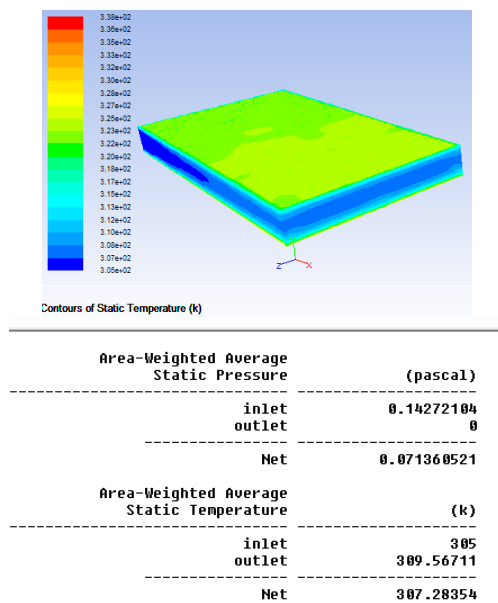 3.38e+02
3.36e+02
3.35e+02
3.33e+02
3.32e+02
3.30e+02
3.28e+02
3.27e+02
3.25e+02
3.23e+02
3.22e+02
3.20e+02
3.18e+02
3.17e+02
3.15e+02
3.13e+02
3.12e+02
3.10e+02
3.08e+02
3.07e+02
3.05e+02
Z X
Contours of Static Temperature (k)
Area-Weighted Average
Static Pressure (pascal)
-------------------------------- --------------------
inlet 0.14272104
outlet 0
---------------- --------------------
Net 0.071360521
Area-Weighted Average
Static Temperature (k)
-------------------------------- --------------------
inlet 305
outlet 309.56711
---------------- --------------------
Net 307.28354